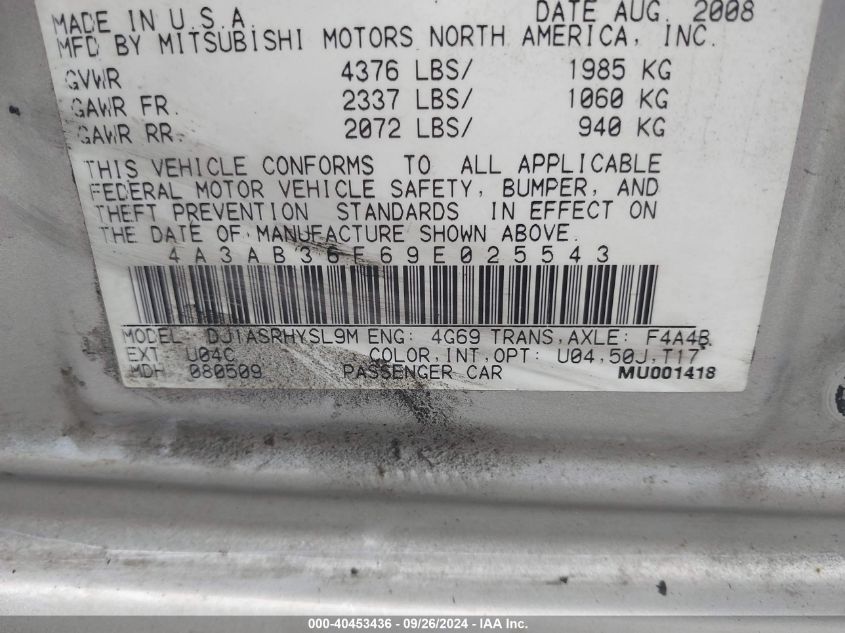 MADE IN U.S.A. DATE AUG. 2008
MFD BY MITSUBISHI MOTORS NORTH AMERICA, INC.
GVWR 4376 LBS/ 1985 KG
GAWR FR. 2337 LBS/ 1060 KG
GAWR RR. 2072 LBS/ 940 KG
THIS VEHICLE CONFORMS TO ALL APPLICABLE
FEDERAL MOTOR VEHICLE SAFETY, BUMPER, AND
THEFT PREVENTION STANDARDS IN EFFECT ON
THE DATE OF MANUFACTURE SHOWN ABOVE.
4A3AB36F69E025543
MODEL DJ1ASRHYSL9M ENG: 4G69 TRANS,AXLE: F4A4B
EXT U04C COLOR,INT,OPT: U04,50J,T17
MDH 080509 PASSENGER CAR MU001418
000-40453436 - 09/26/2024 - IAA Inc.